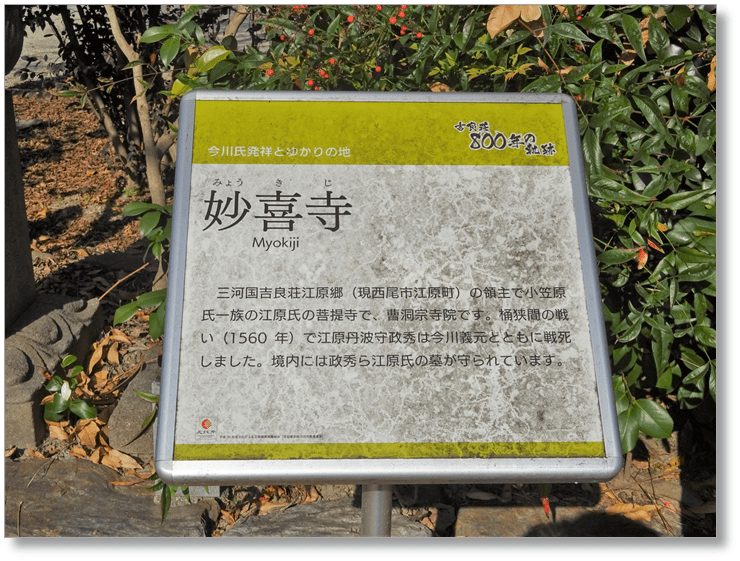 今川氏発祥とゆかりの地
吉良荘
800年の軌跡
みょう き じ
妙喜寺
Myokiji
三河国吉良荘江原郷（現西尾市江原町）の領主で小笠原
氏一族の江原氏の菩提寺で、曹洞宗寺院です。桶狭間の戦
い（1560 年）で江原丹波守政秀は今川義元とともに戦死
しました。境内には政秀ら江原氏の墓が守られています。